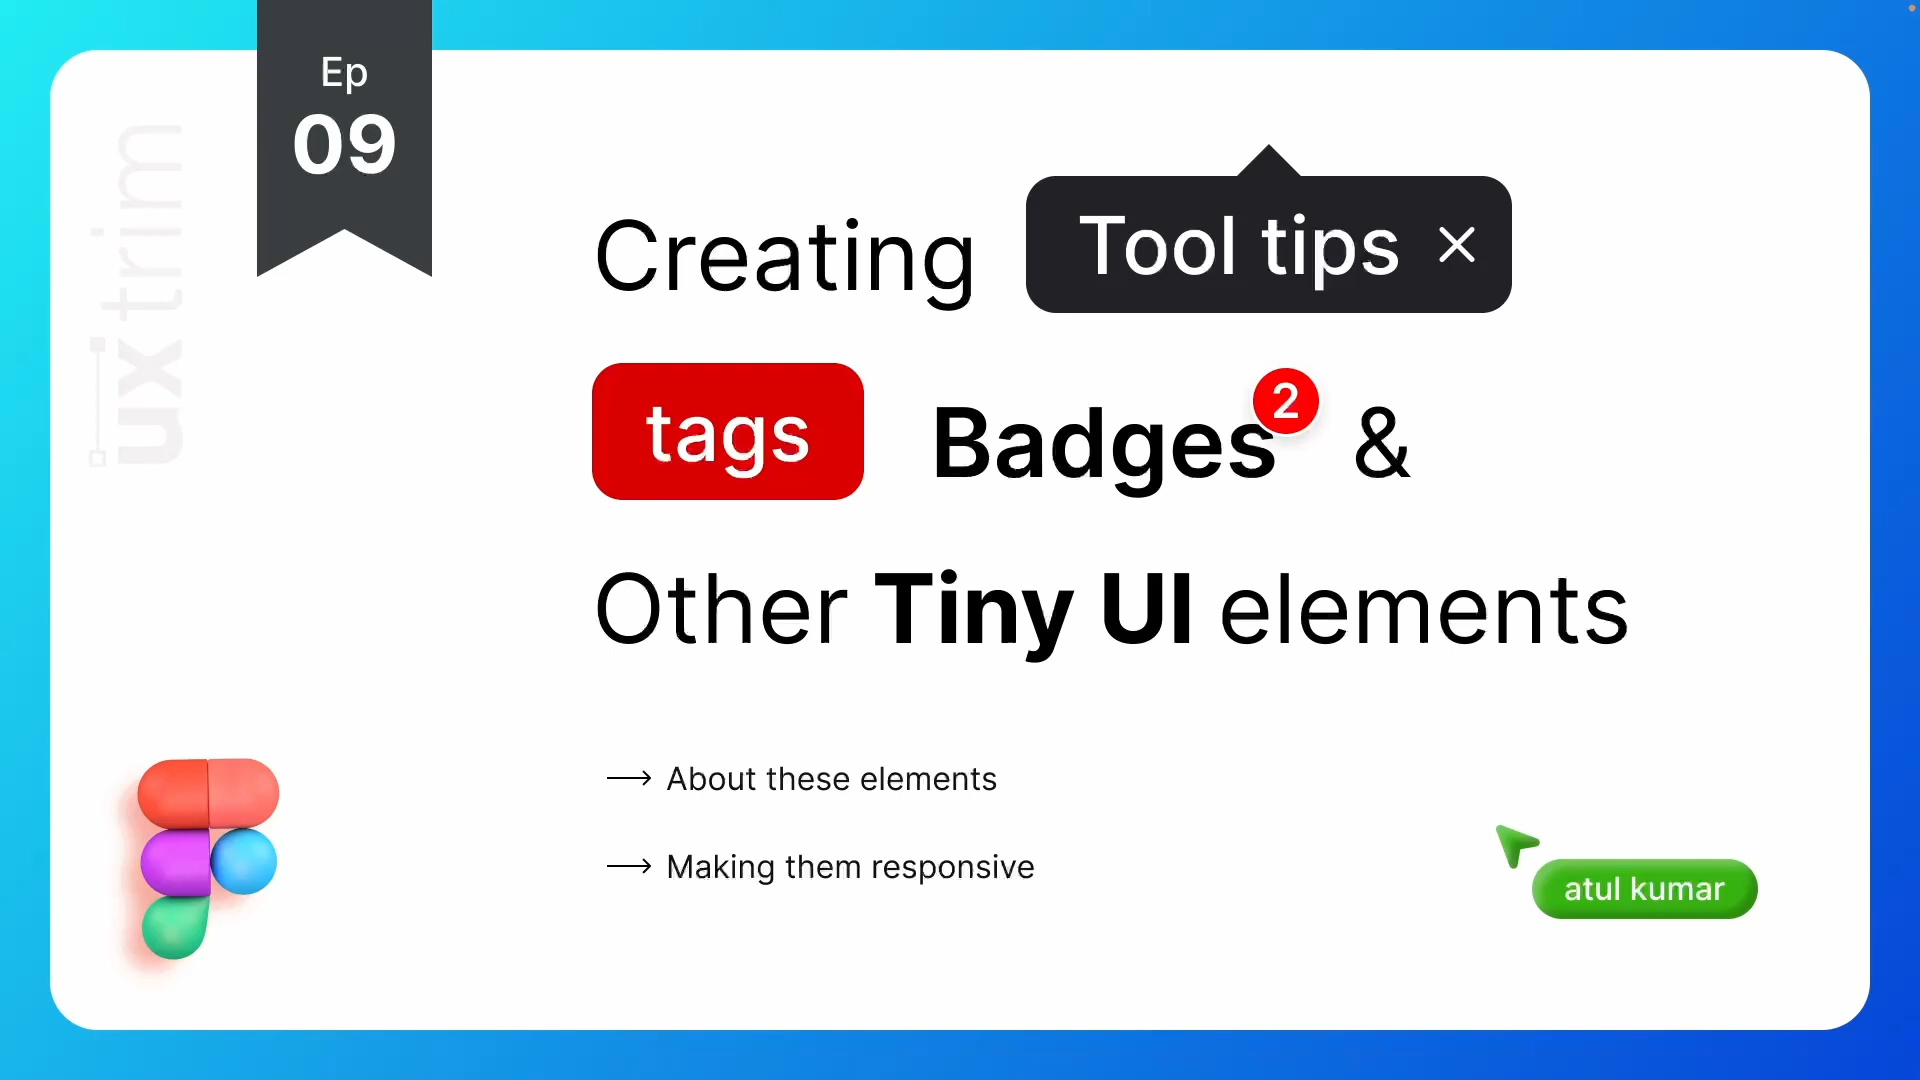 Ep
09
uxtrim
Creating Tool tips ×
tags Badges 2 &
Other Tiny UI elements
→ About these elements
→ Making them responsive
atul kumar